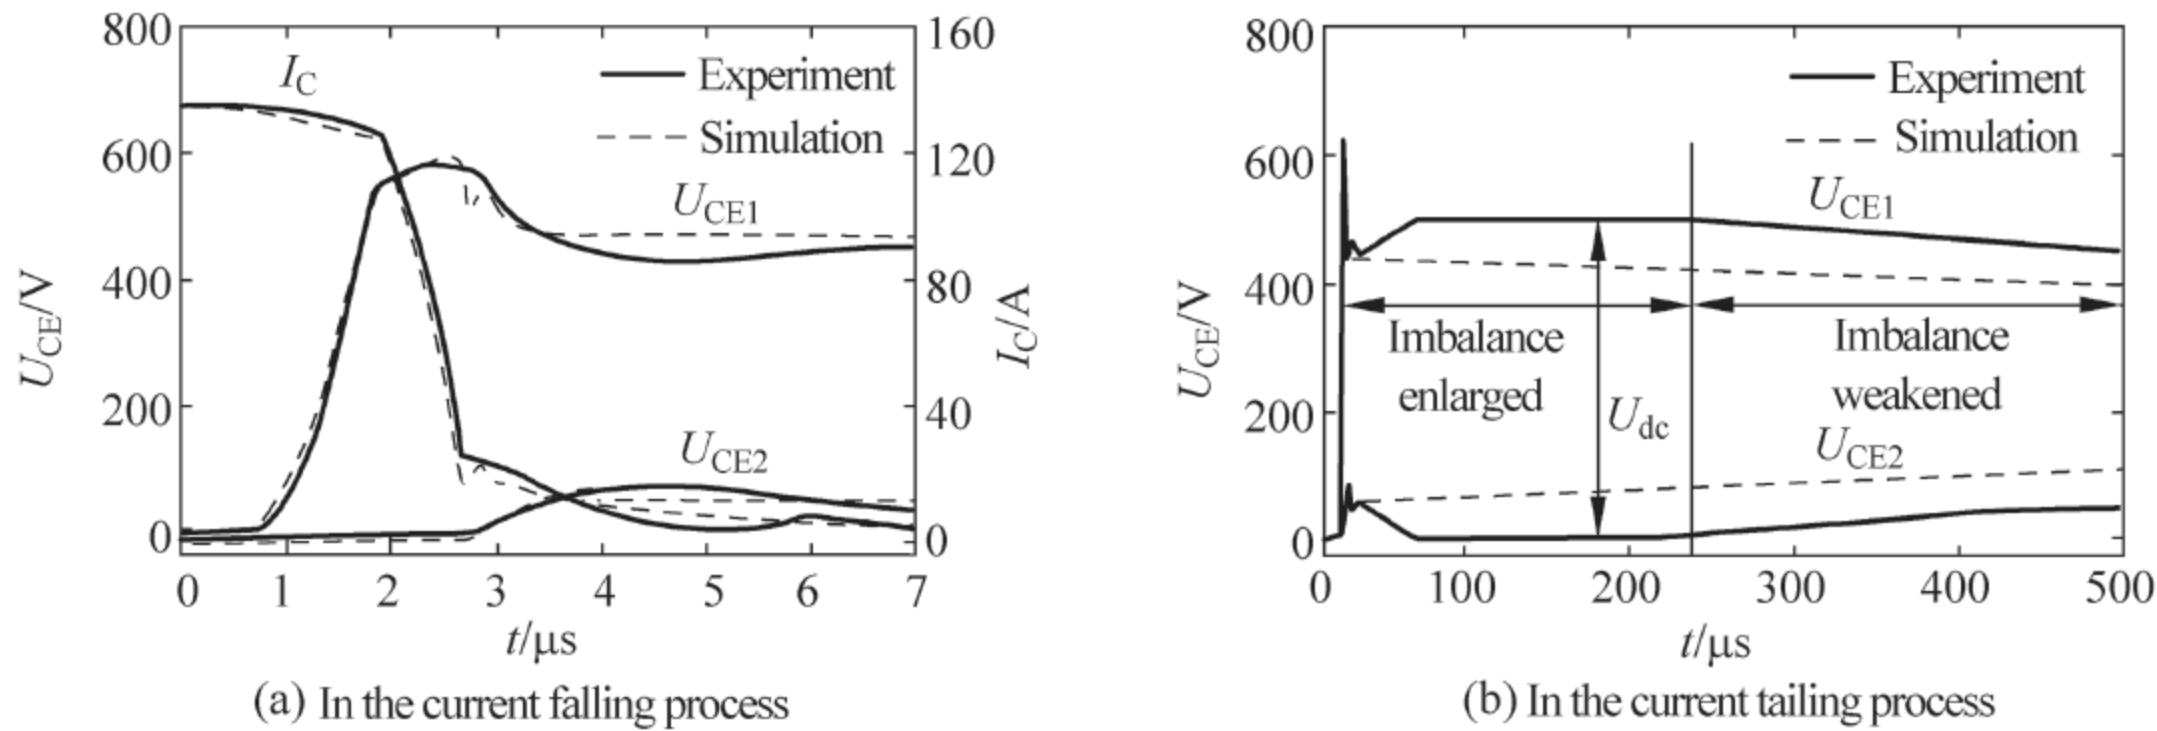 800
600
400
200
0
U_CE/V
160
120
80
40
0
I_C/A
I_C
Experiment
Simulation
U_CE1
U_CE2
0 1 2 3 4 5 6 7
t/μs
(a) In the current falling process
800
600
400
200
0
U_CE/V
Experiment
Simulation
U_CE1
Imbalance
enlarged
U_dc
Imbalance
weakened
U_CE2
0 100 200 300 400 500
t/μs
(b) In the current tailing process